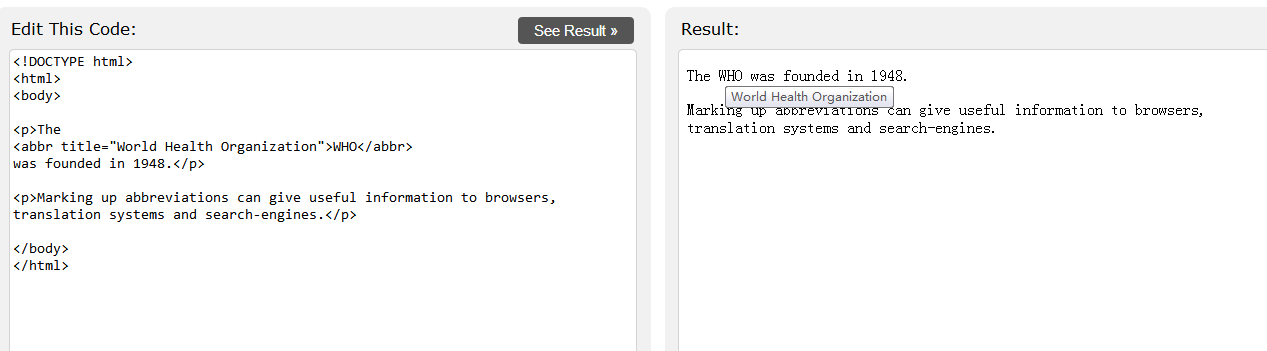 Edit This Code:
See Result »
<!DOCTYPE html>
<html>
<body>
<p>The
<abbr title="World Health Organization">WHO</abbr>
was founded in 1948.</p>
<p>Marking up abbreviations can give useful information to browsers,
translation systems and search-engines.</p>
</body>
</html>
Result:
The WHO was founded in 1948.
World Health Organization
Marking up abbreviations can give useful information to browsers,
translation systems and search-engines.